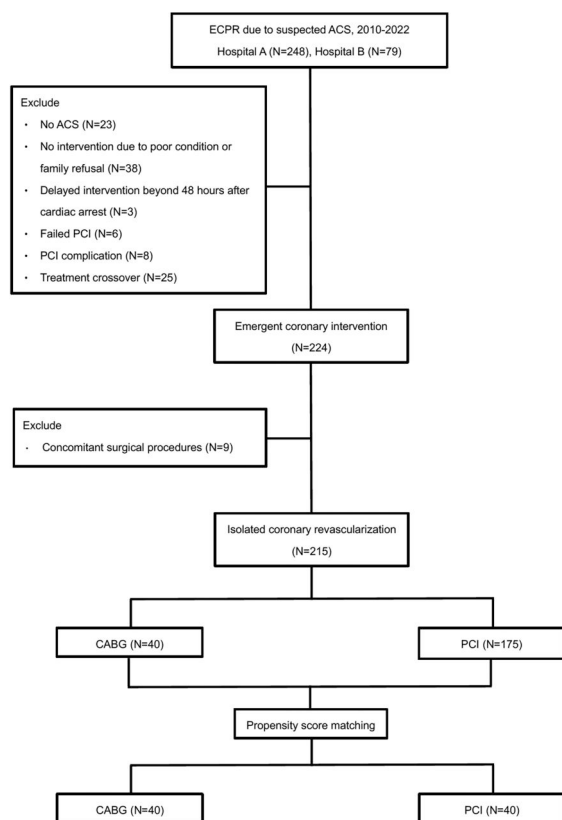 ECPR due to suspected ACS, 2010-2022
Hospital A (N=248), Hospital B (N=79)
Exclude
· No ACS (N=23)
· No intervention due to poor condition or
family refusal (N=38)
· Delayed intervention beyond 48 hours after
cardiac arrest (N=3)
· Failed PCI (N=6)
· PCI complication (N=8)
· Treatment crossover (N=25)
Emergent coronary intervention
(N=224)
Exclude
· Concomitant surgical procedures (N=9)
Isolated coronary revascularization
(N=215)
CABG (N=40)
PCI (N=175)
Propensity score matching
CABG (N=40)
PCI (N=40)